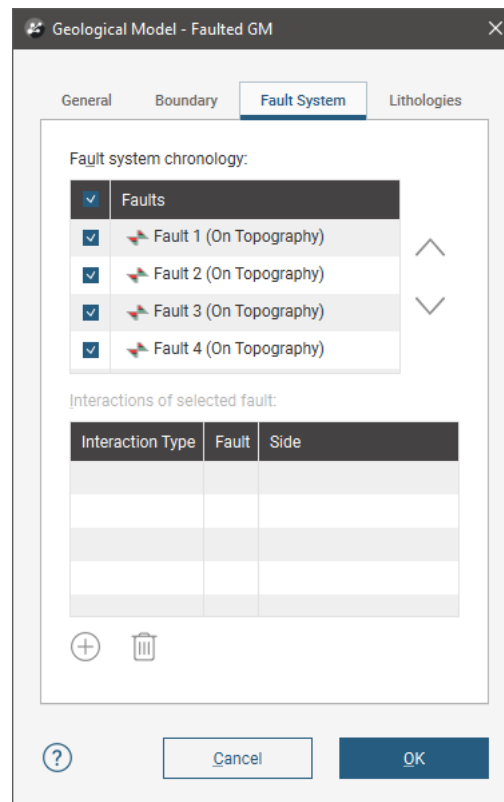 Geological Model - Faulted GM
General Boundary Fault System Lithologies
Fault system chronology:
Faults
Fault 1 (On Topography)
Fault 2 (On Topography)
Fault 3 (On Topography)
Fault 4 (On Topography)
Interactions of selected fault:
Interaction Type Fault Side
? Cancel OK